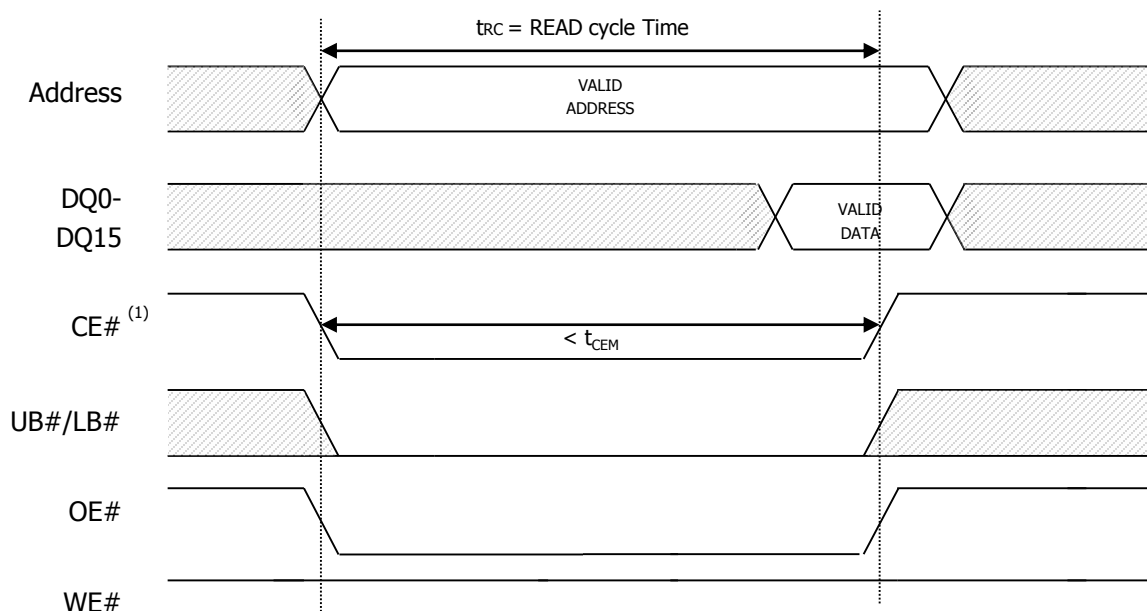 tRC = READ cycle Time
Address
VALID
ADDRESS
DQ0-
DQ15
VALID
DATA
CE# (1)
< tCEM
UB#/LB#
OE#
WE#